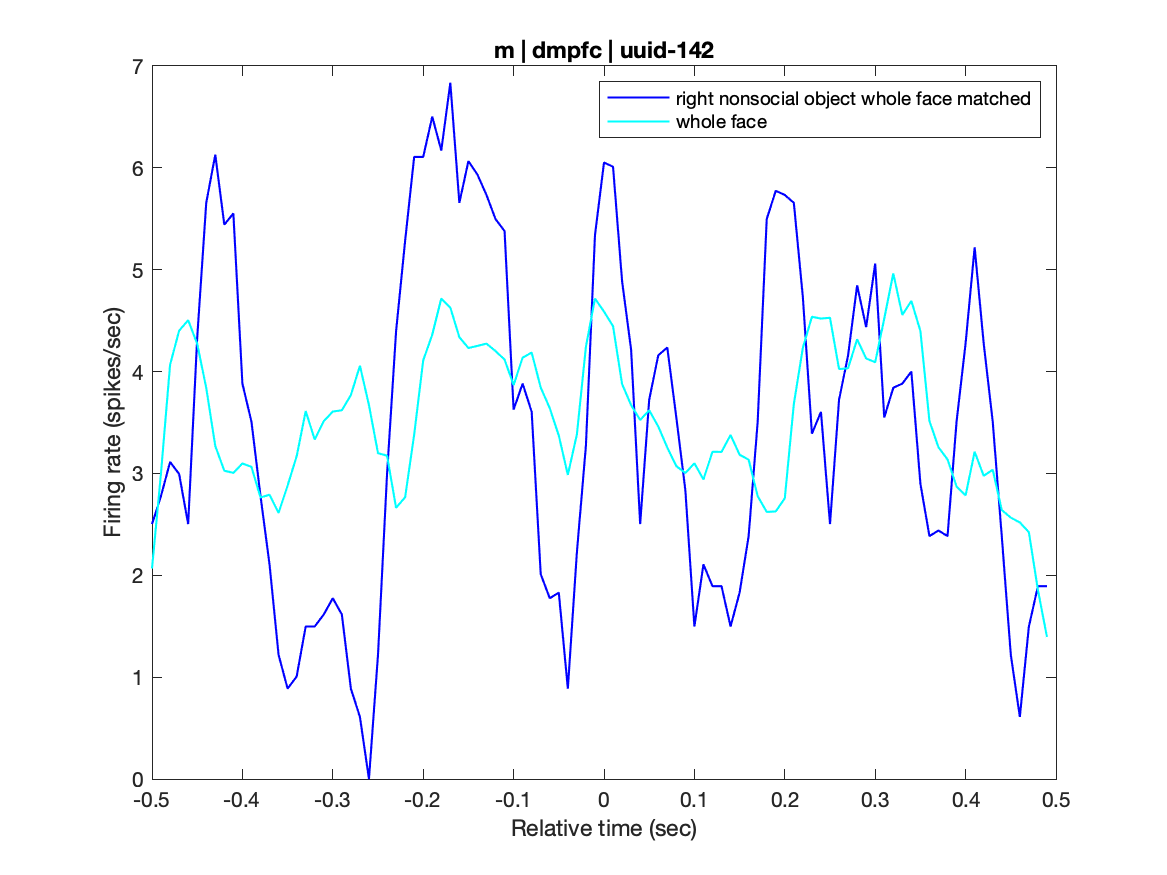 m | dmpfc | uuid-142
right nonsocial object whole face matched
whole face
Firing rate (spikes/sec)
7
6
5
4
3
2
1
0
-0.5 -0.4 -0.3 -0.2 -0.1 0 0.1 0.2 0.3 0.4 0.5
Relative time (sec)